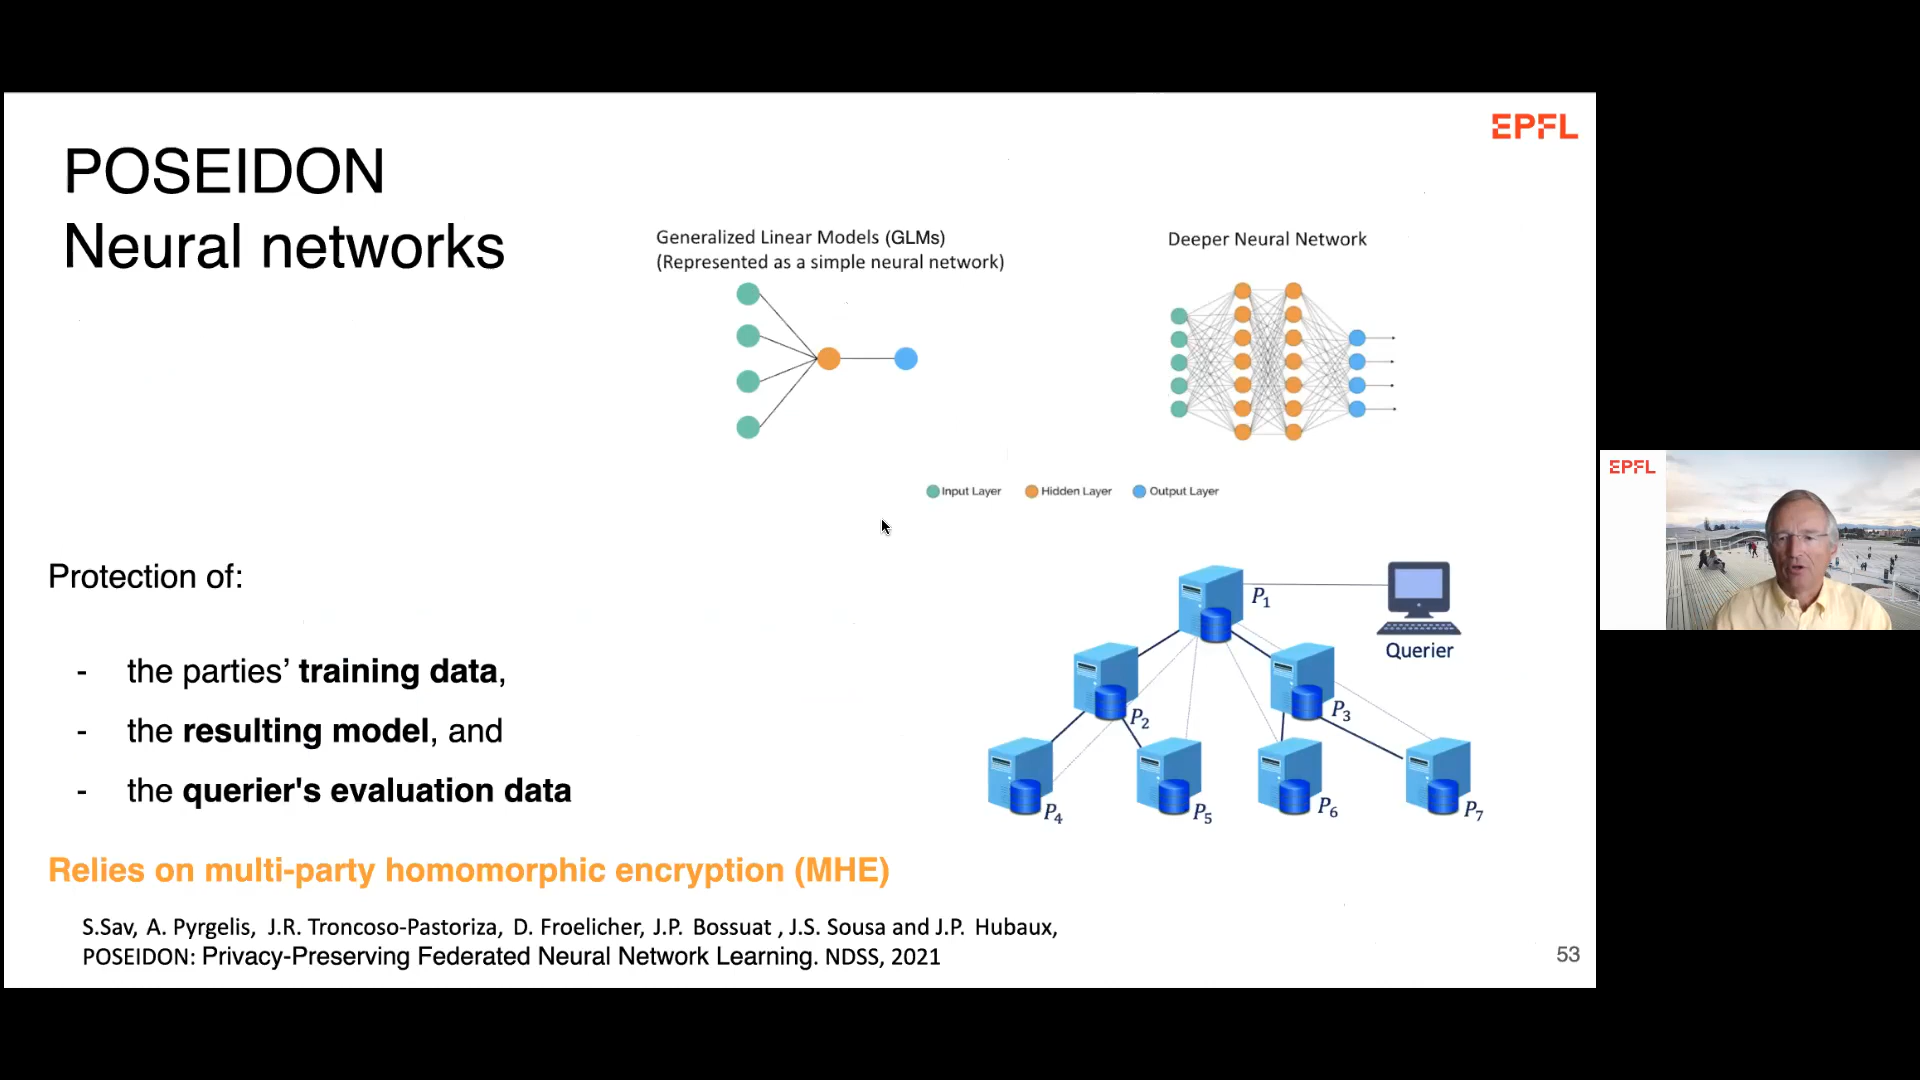 EPFL
POSEIDON
Neural networks
Generalized Linear Models (GLMs)
(Represented as a simple neural network)
Deeper Neural Network
Input Layer Hidden Layer Output Layer
Protection of:
- the parties’ training data,
- the resulting model, and
- the querier's evaluation data
P1
Querier
P2
P3
P4
P5
P6
P7
Relies on multi-party homomorphic encryption (MHE)
S.Sav, A. Pyrgelis, J.R. Troncoso-Pastoriza, D. Froelicher, J.P. Bossuat , J.S. Sousa and J.P. Hubaux,
POSEIDON: Privacy-Preserving Federated Neural Network Learning. NDSS, 2021
53
EPFL